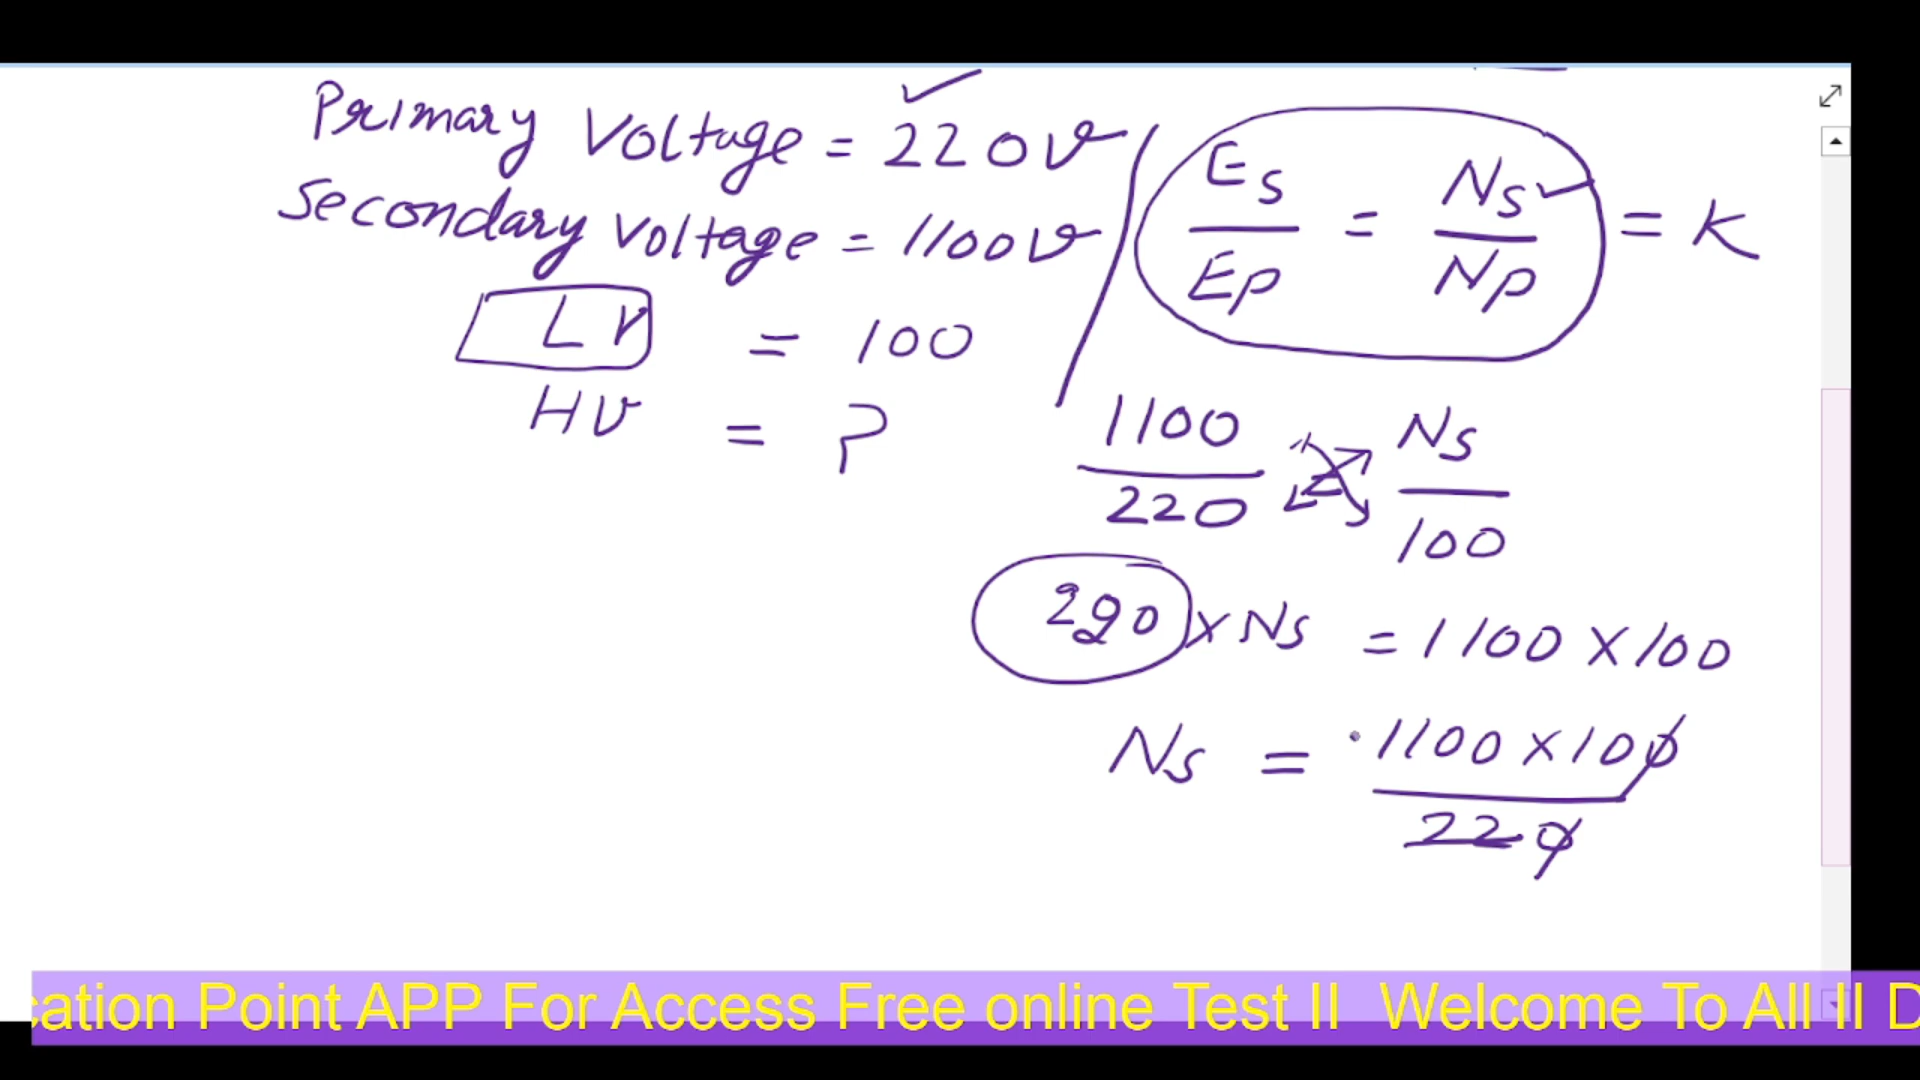 Primary Voltage = 220V
Secondary Voltage = 1100V
LV = 100
HV = ?
Es/Ep = Ns/Np = K
1100/220 = Ns/100
220 x Ns = 1100 x 100
Ns = 1100 x 100/220
cation Point APP For Access Free online Test II Welcome To All II D